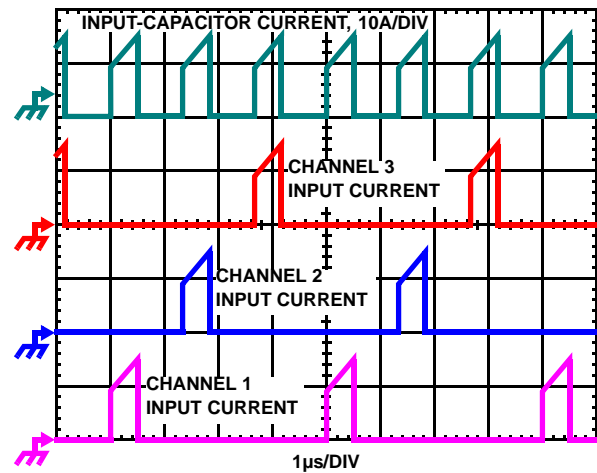 INPUT-CAPACITOR CURRENT, 10A/DIV
CHANNEL 3
INPUT CURRENT
CHANNEL 2
INPUT CURRENT
CHANNEL 1
INPUT CURRENT
1µs/DIV